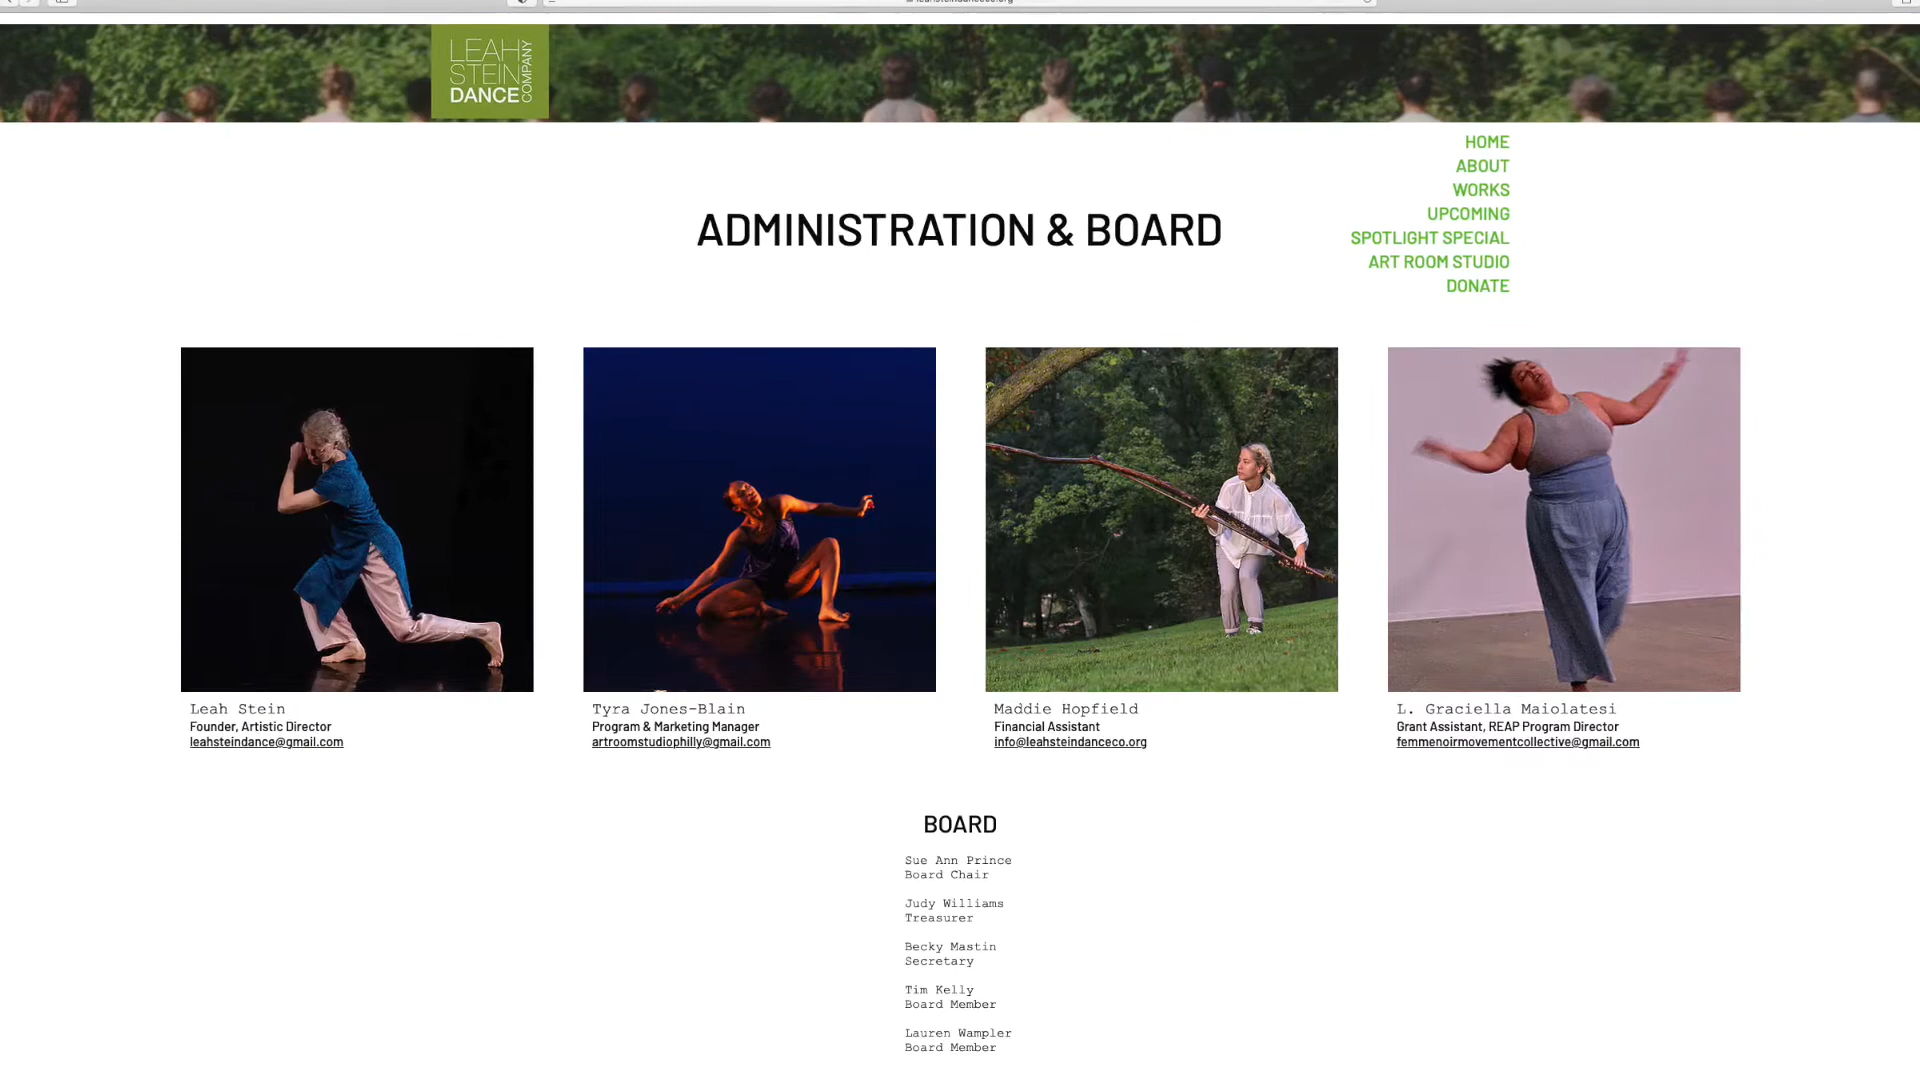 LEAH
STEIN
DANCE
COMPANY
HOME
ABOUT
WORKS
UPCOMING
SPOTLIGHT SPECIAL
ART ROOM STUDIO
DONATE
ADMINISTRATION & BOARD
Leah Stein
Founder, Artistic Director
leahsteindance@gmail.com
Tyra Jones-Blain
Program & Marketing Manager
artroomstudiophilly@gmail.com
Maddie Hopfield
Financial Assistant
info@leahsteindanceco.org
L. Graciella Maiolatesi
Grant Assistant, REAP Program Director
femmenoirmovementcollective@gmail.com
BOARD
Sue Ann Prince
Board Chair
Judy Williams
Treasurer
Becky Mastin
Secretary
Tim Kelly
Board Member
Lauren Wampler
Board Member